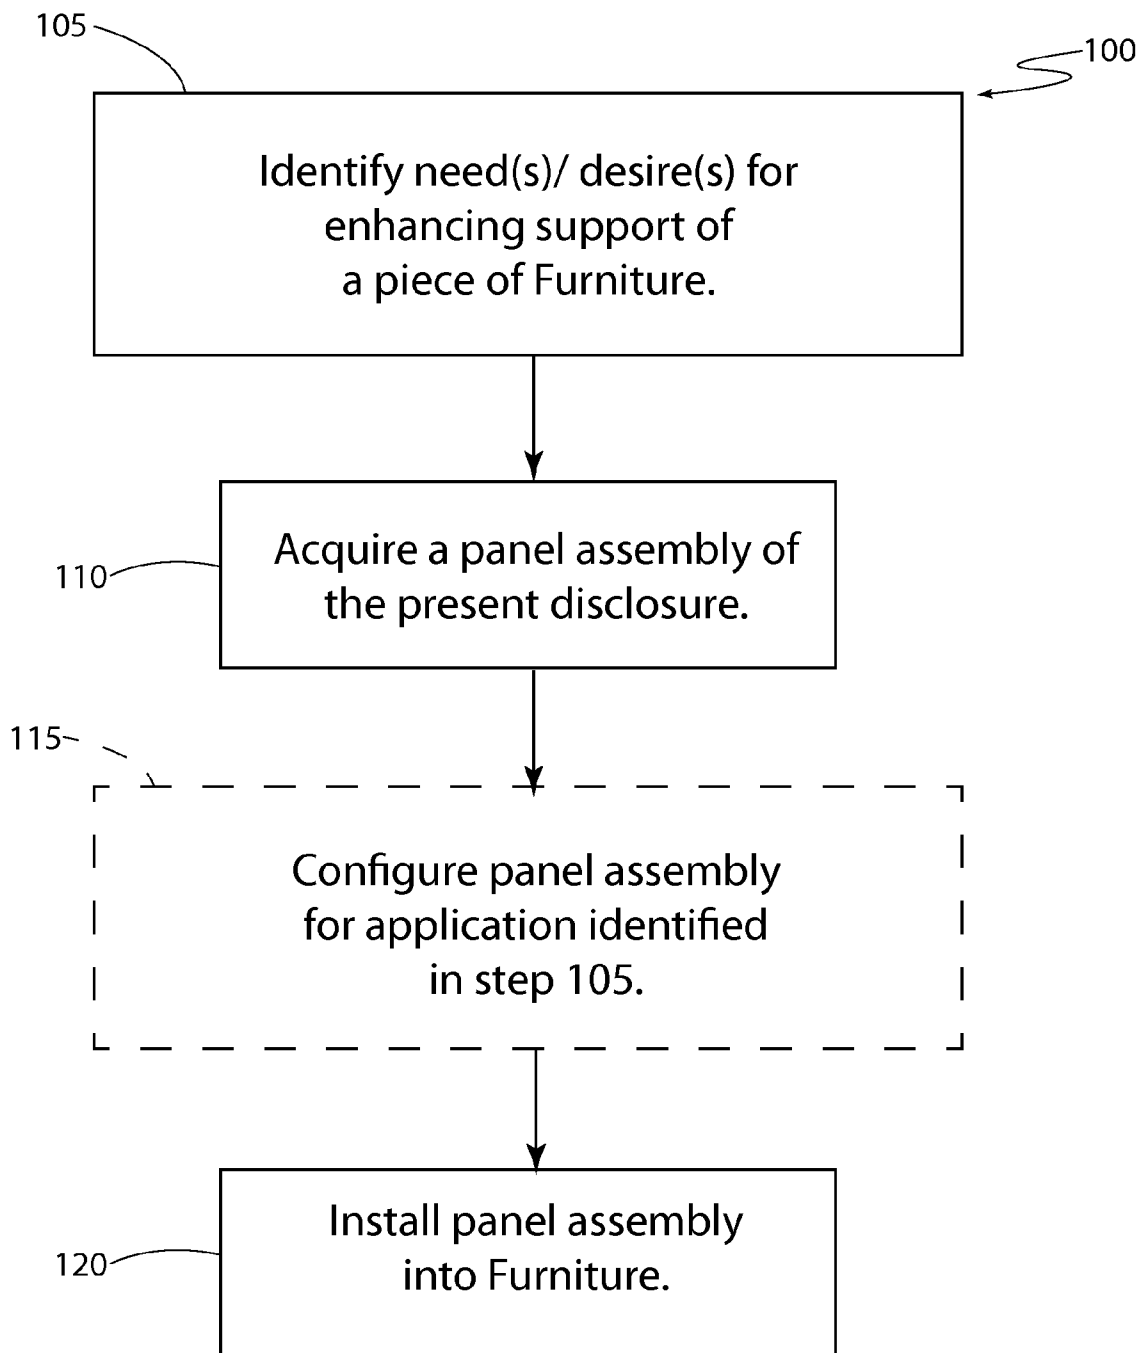 105
100
Identify need(s)/ desire(s) for
enhancing support of
a piece of Furniture.
110
Acquire a panel assembly of
the present disclosure.
115
Configure panel assembly
for application identified
in step 105.
120
Install panel assembly
into Furniture.